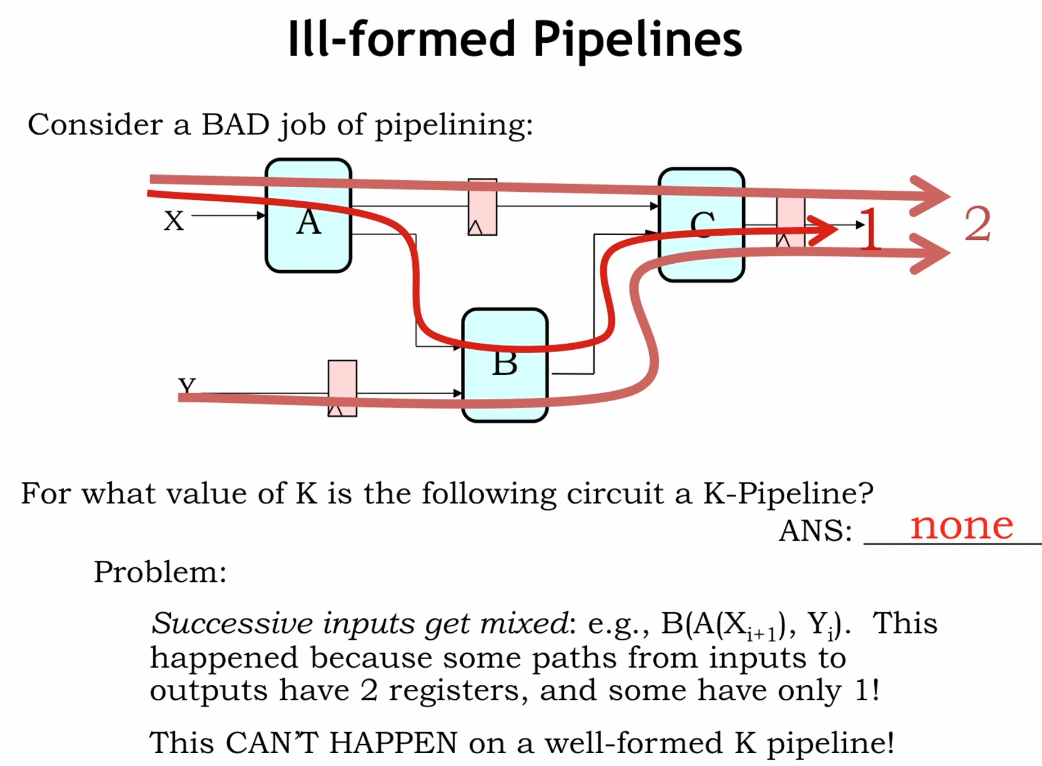 Ill-formed Pipelines
Consider a BAD job of pipelining:
X
A
C
1
2
B
Y
For what value of K is the following circuit a K-Pipeline?
ANS: none
Problem:
Successive inputs get mixed: e.g., B(A(Xi+1), Yi). This
happened because some paths from inputs to
outputs have 2 registers, and some have only 1!
This CAN'T HAPPEN on a well-formed K pipeline!